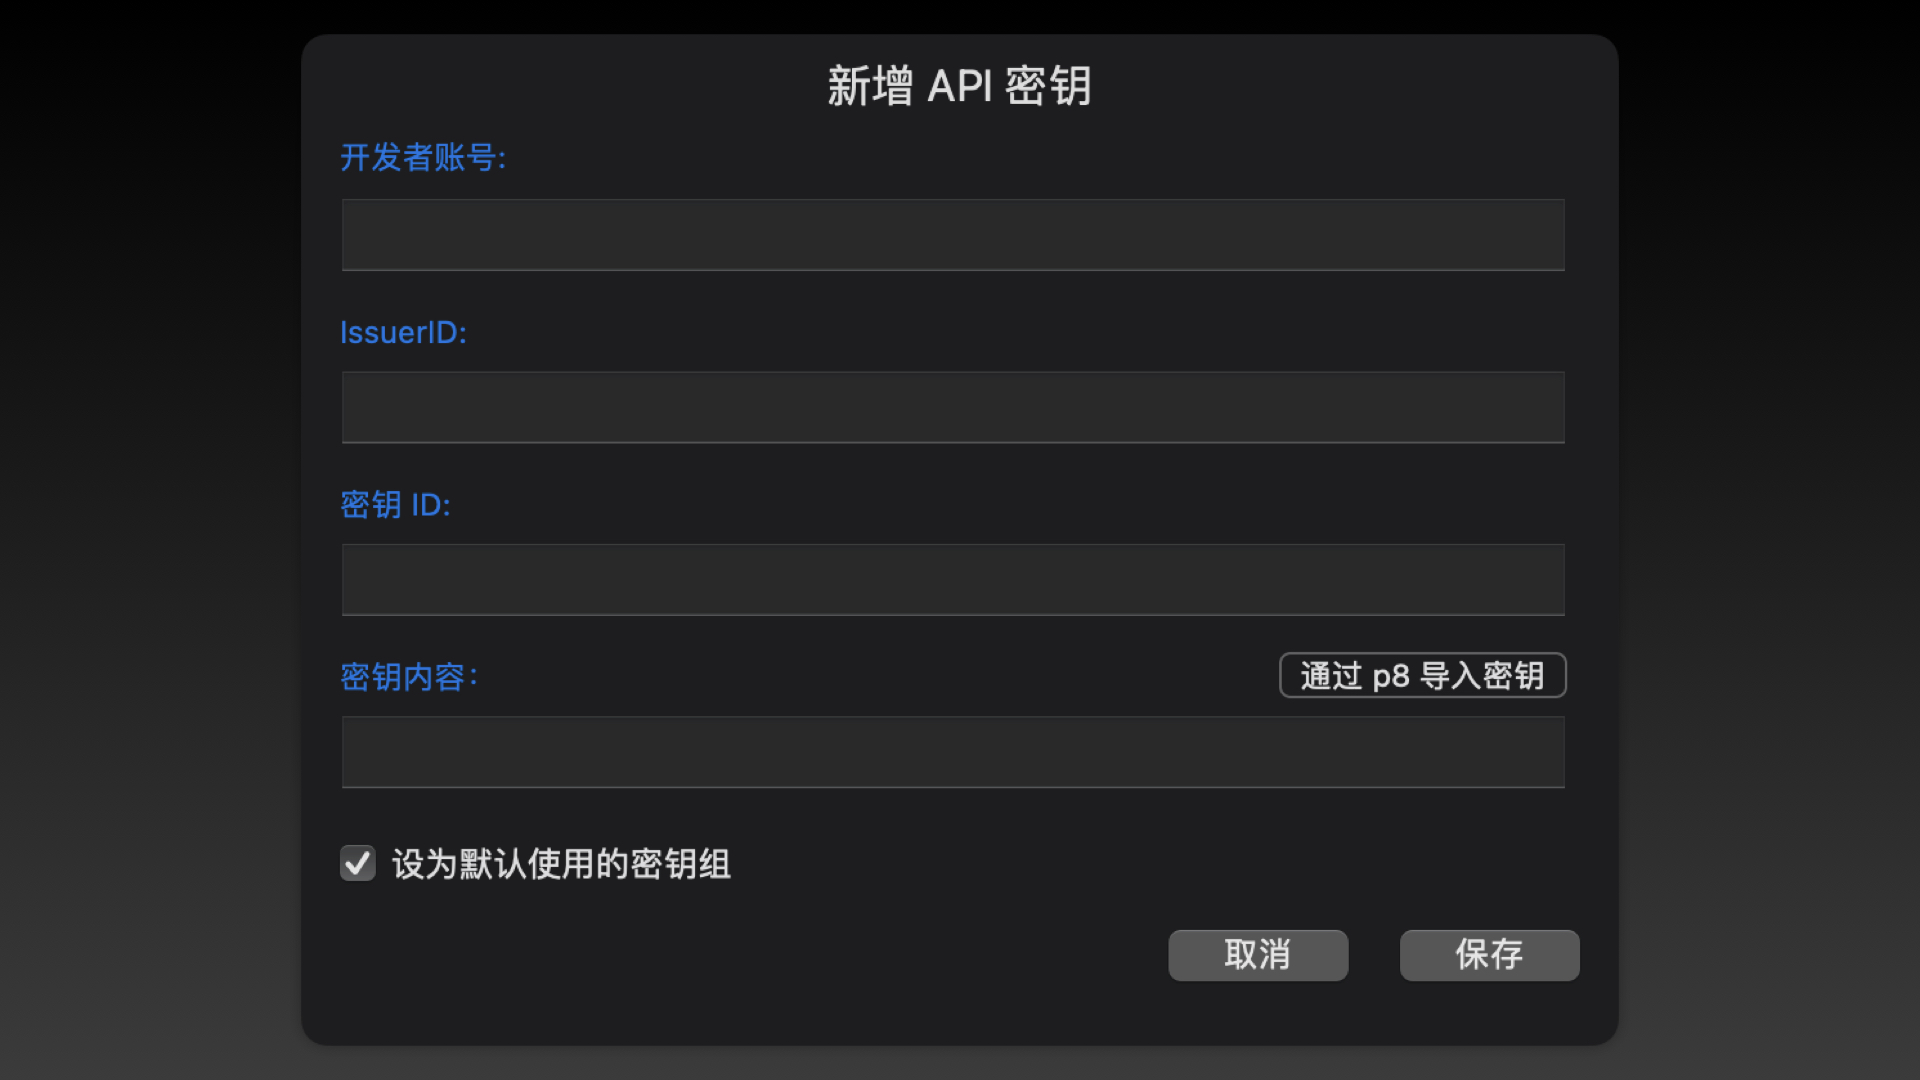 新增 API 密钥
开发者账号:
IssuerID:
密钥 ID:
密钥内容:
通过 p8 导入密钥
设为默认使用的密钥组
取消
保存